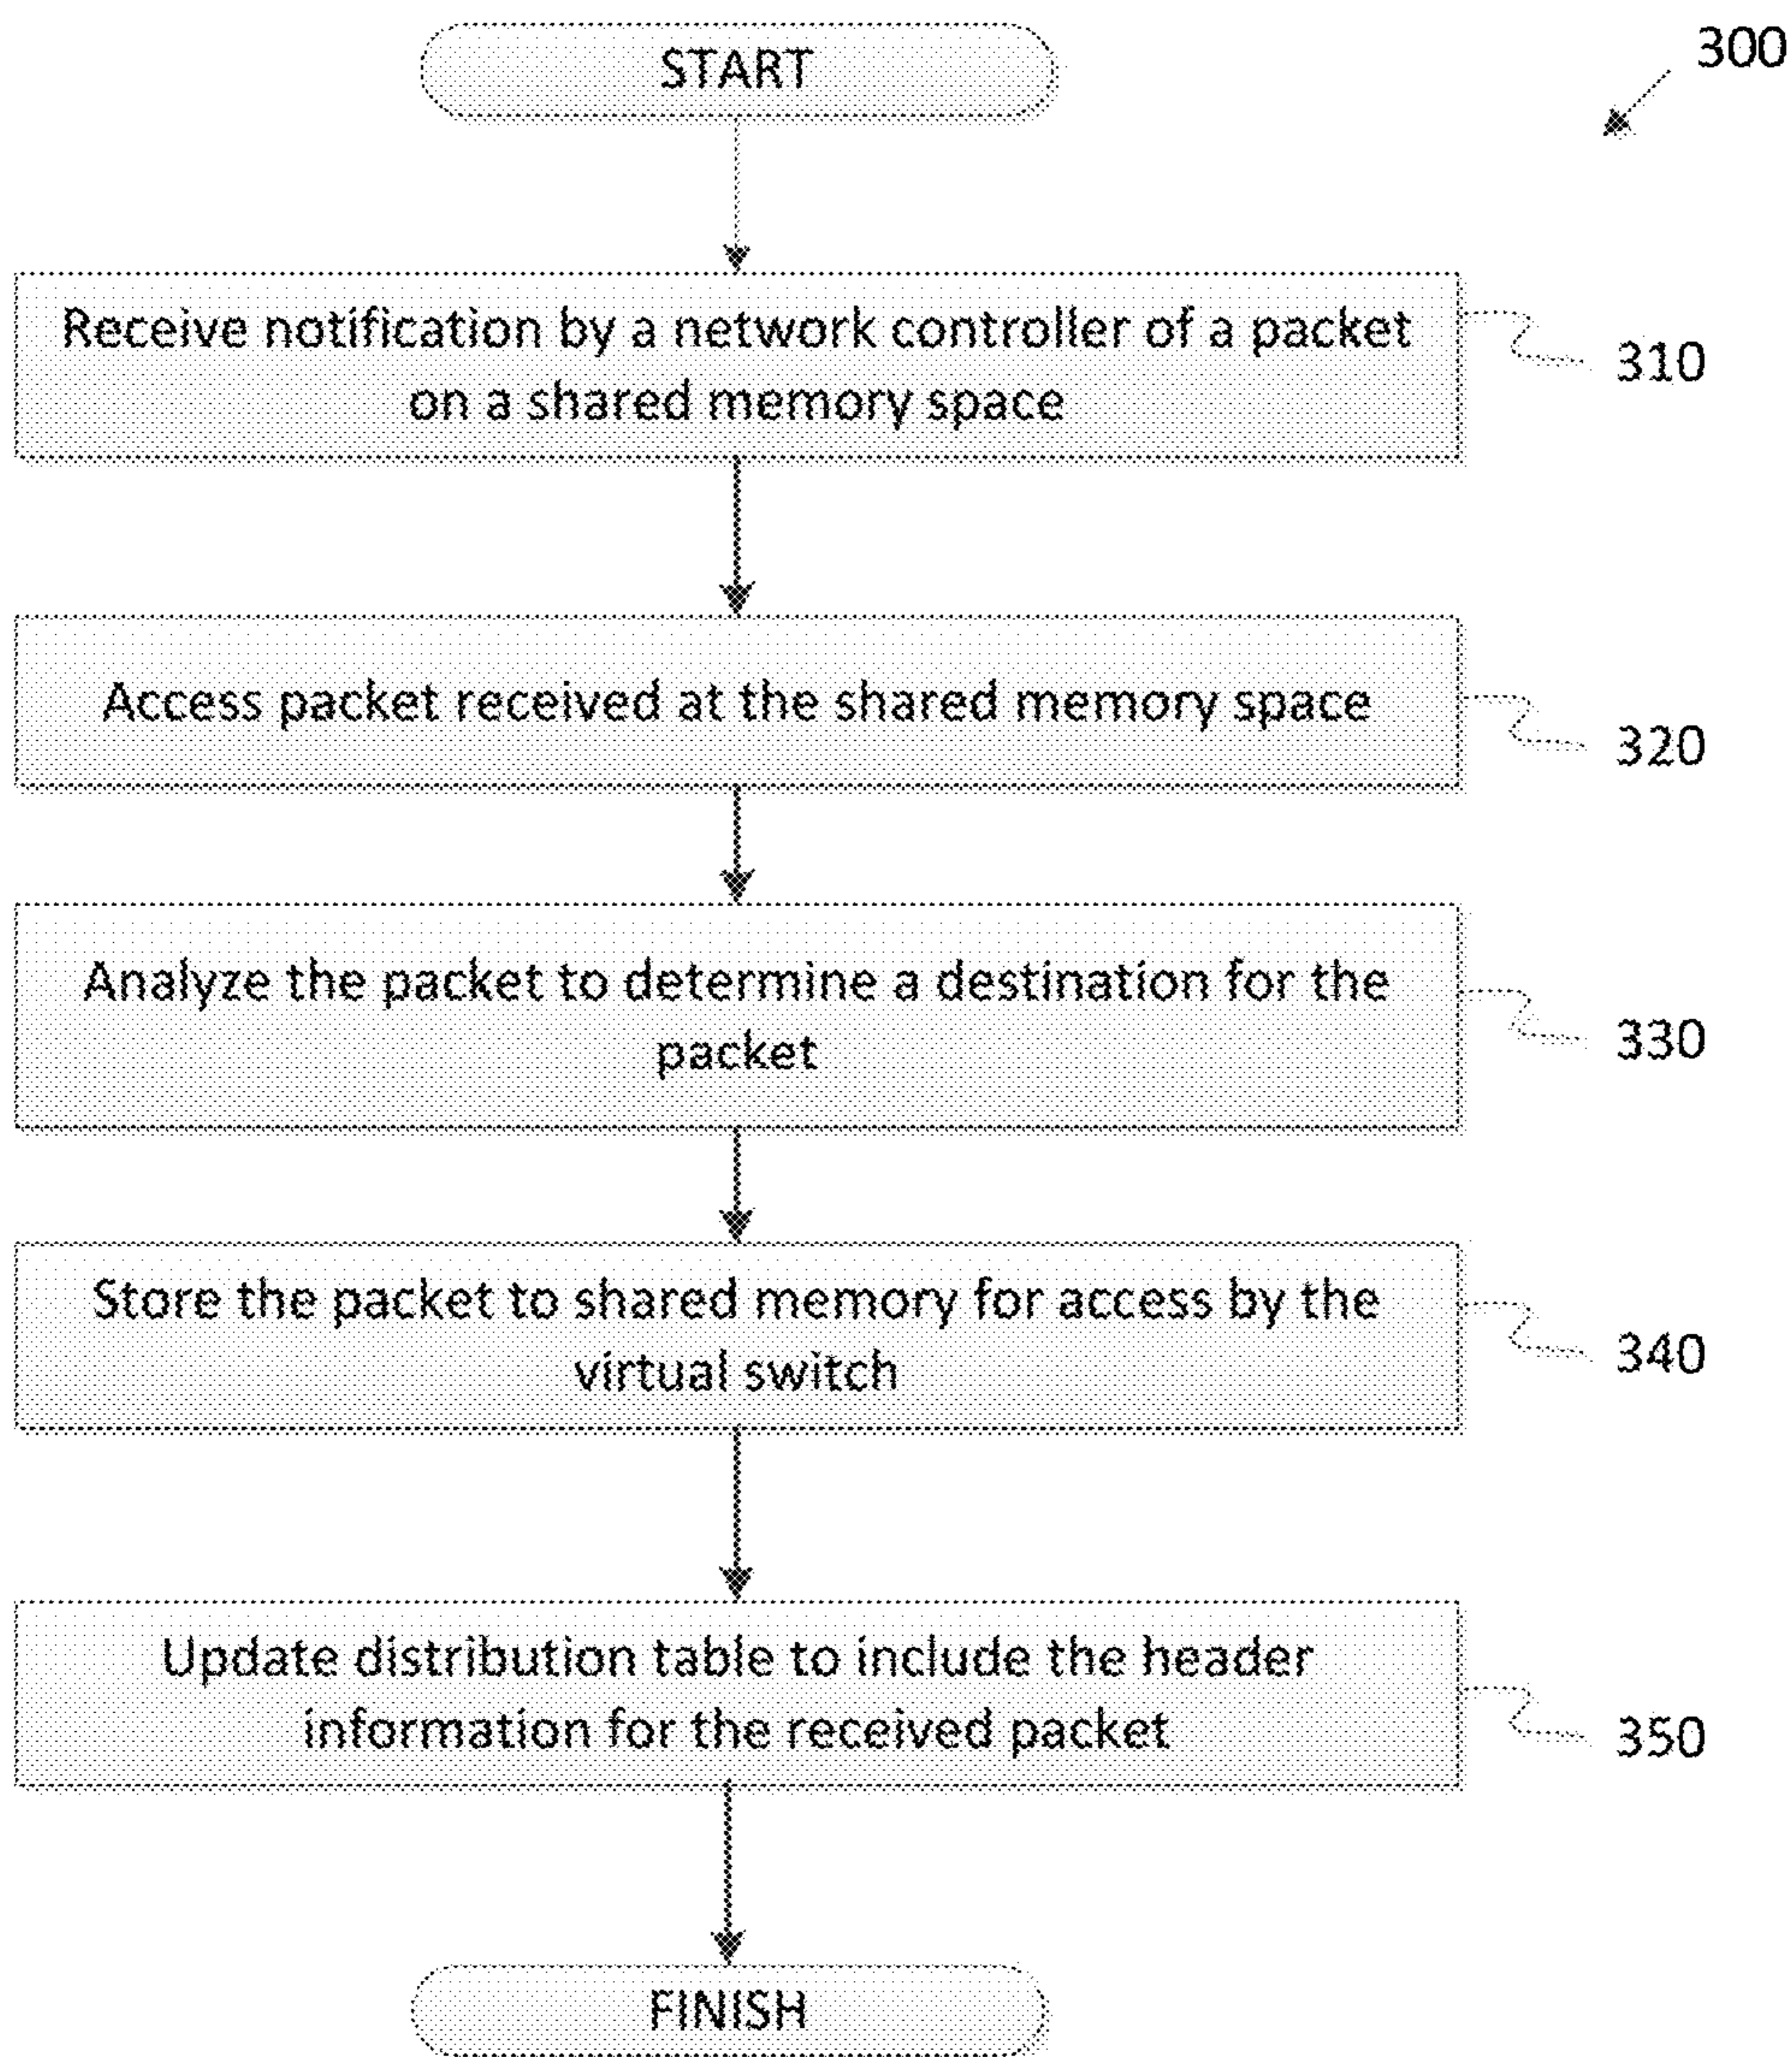 START
300
Receive notification by a network controller of a packet
on a shared memory space
310
Access packet received at the shared memory space
320
Analyze the packet to determine a destination for the
packet
330
Store the packet to shared memory for access by the
virtual switch
340
Update distribution table to include the header
information for the received packet
350
FINISH